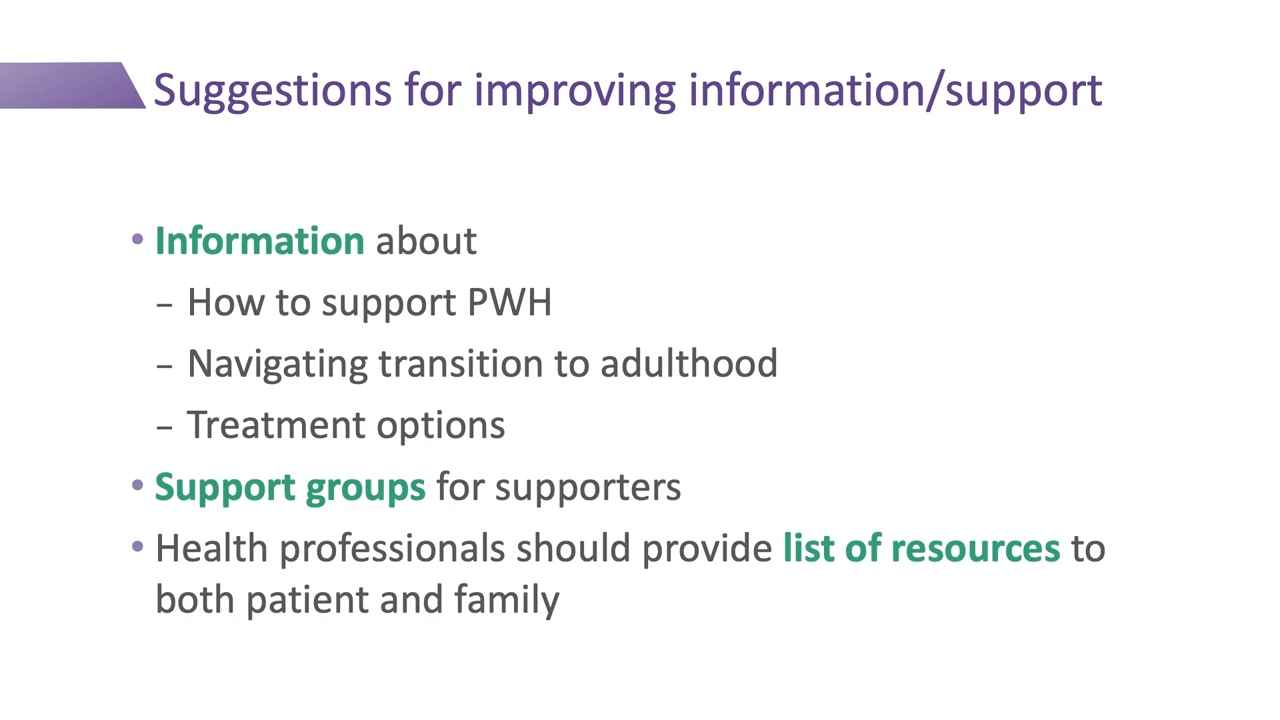 Suggestions for improving information/support
• Information about
– How to support PWH
– Navigating transition to adulthood
– Treatment options
• Support groups for supporters
• Health professionals should provide list of resources to
both patient and family